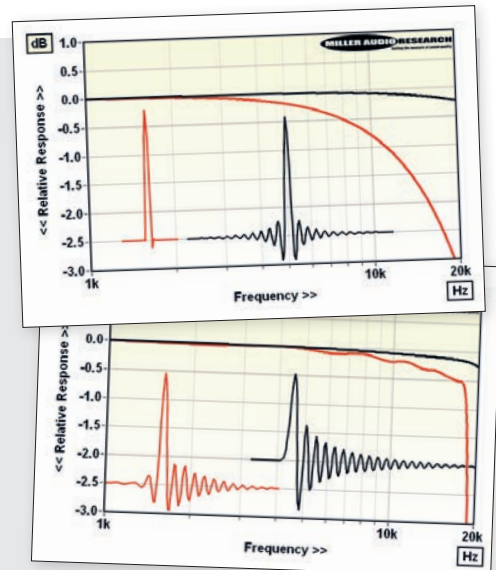 dB
MILLER AUDIO RESEARCH
1.0
0.5
0.0
-0.5
-1.0
-1.5
-2.0
-2.5
-3.0
<< Relative Response >>
1k
10k
20k
Frequency >>
Hz
0.0
-0.5
-1.0
-1.5
-2.0
-2.5
-3.0
<< Relative Response >>
1k
10k
20k
Frequency >>
Hz